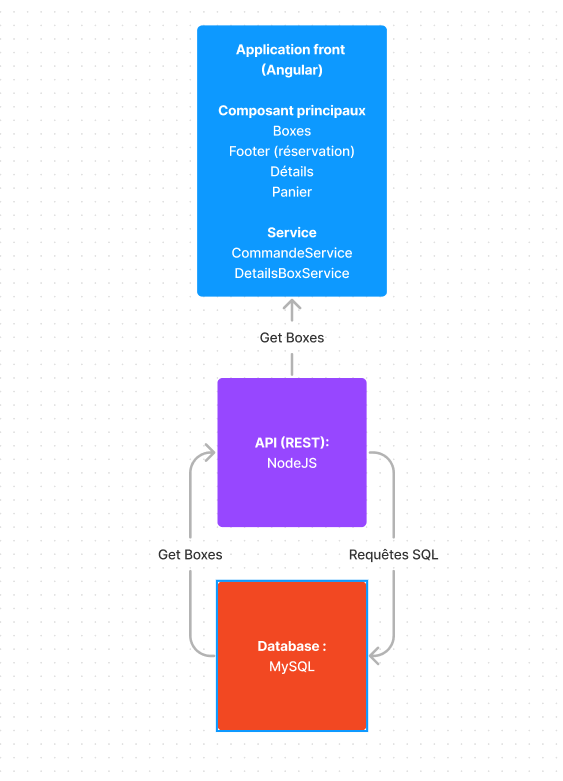 Application front
(Angular)
Composant principaux
Boxes
Footer (réservation)
Détails
Panier
Service
CommandeService
DetailsBoxService
Get Boxes
API (REST):
NodeJS
Get Boxes
Requêtes SQL
Database :
MySQL